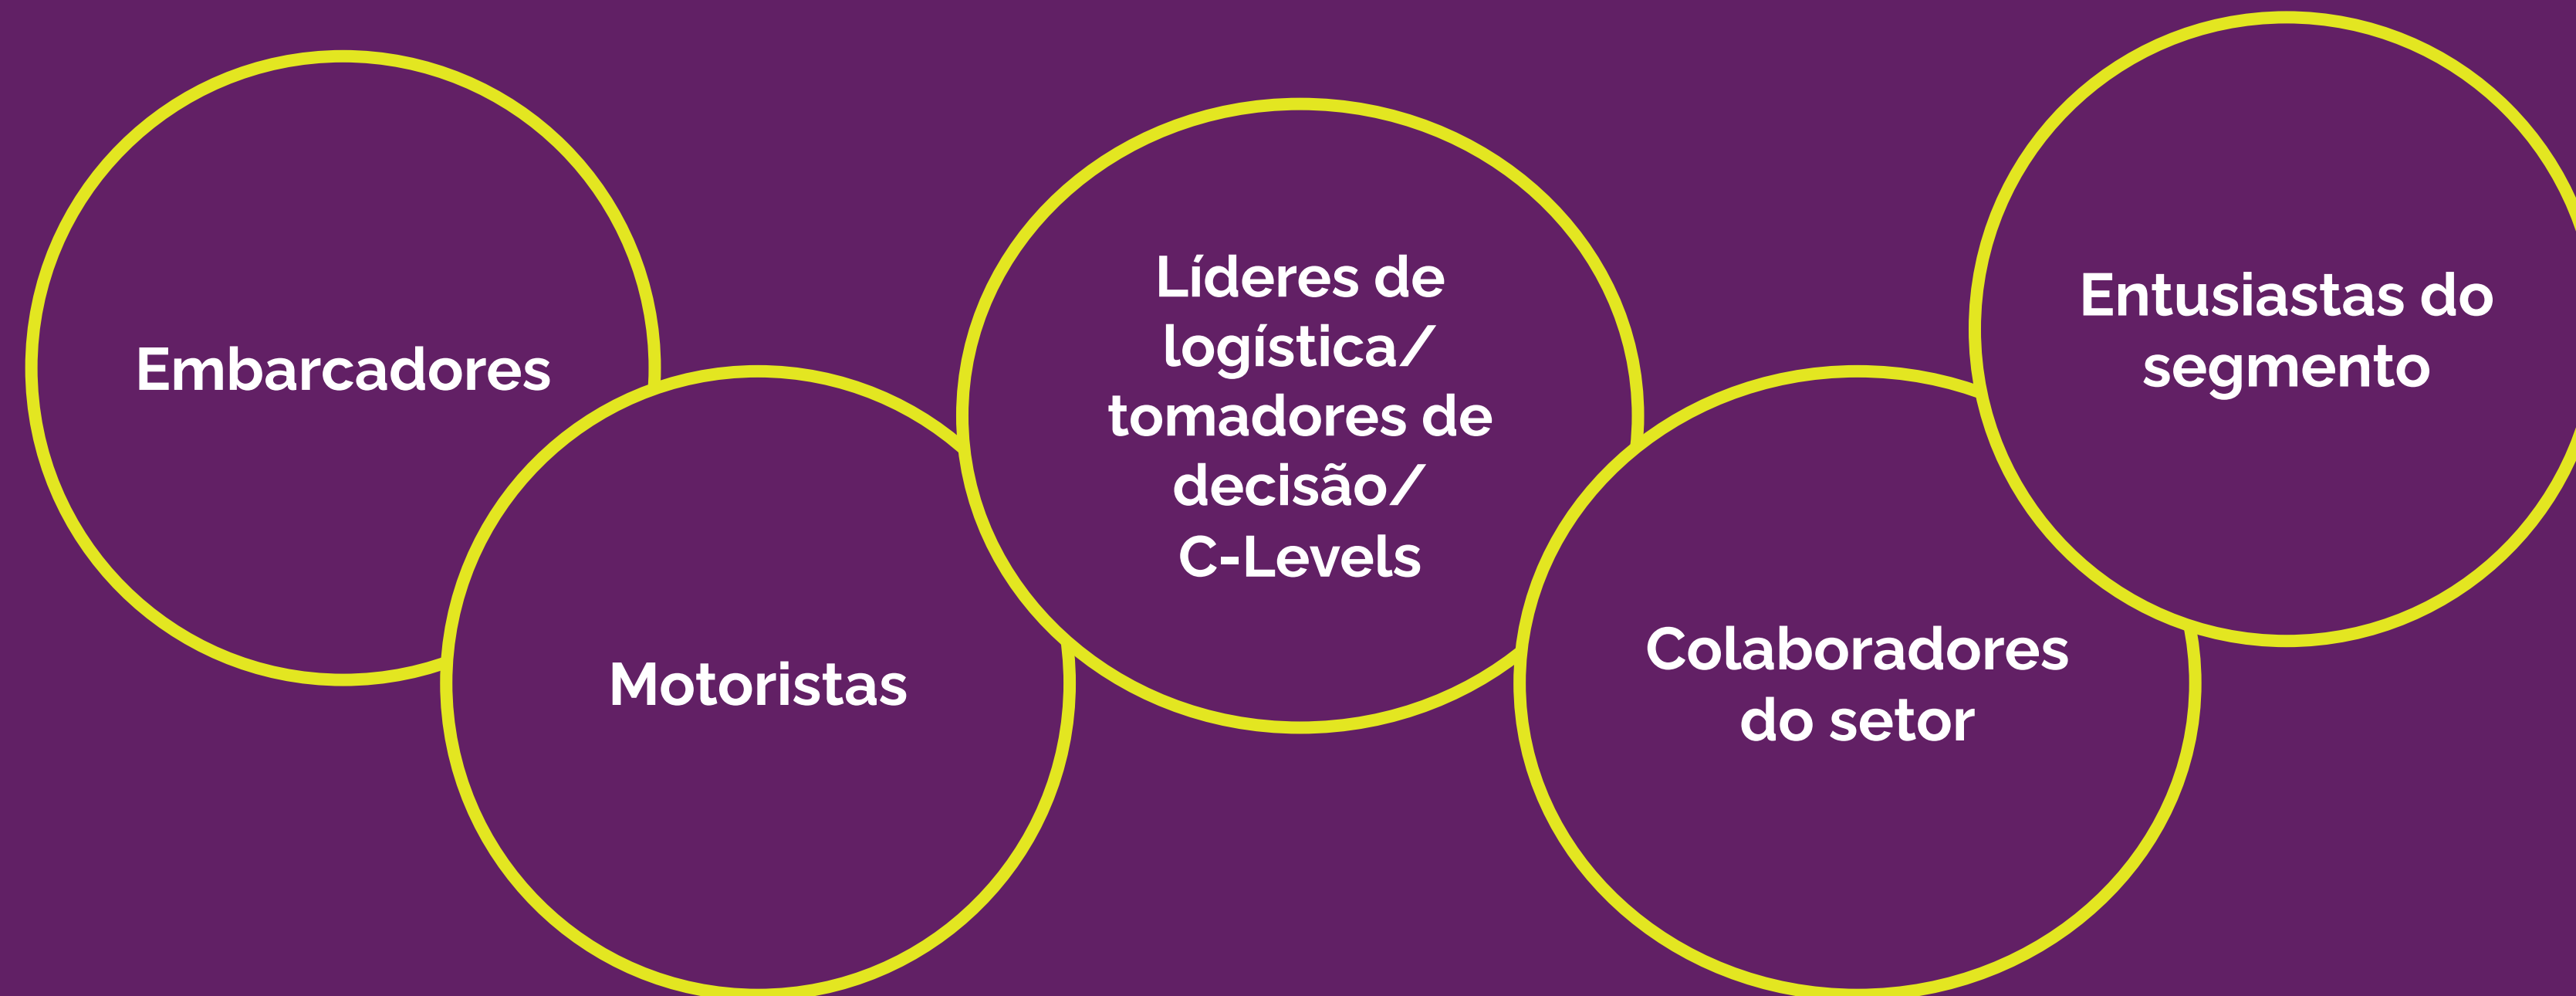 Embarcadores
Motoristas
Líderes de
logística/
tomadores de
decisão/
C-Levels
Colaboradores
do setor
Entusiastas do
segmento